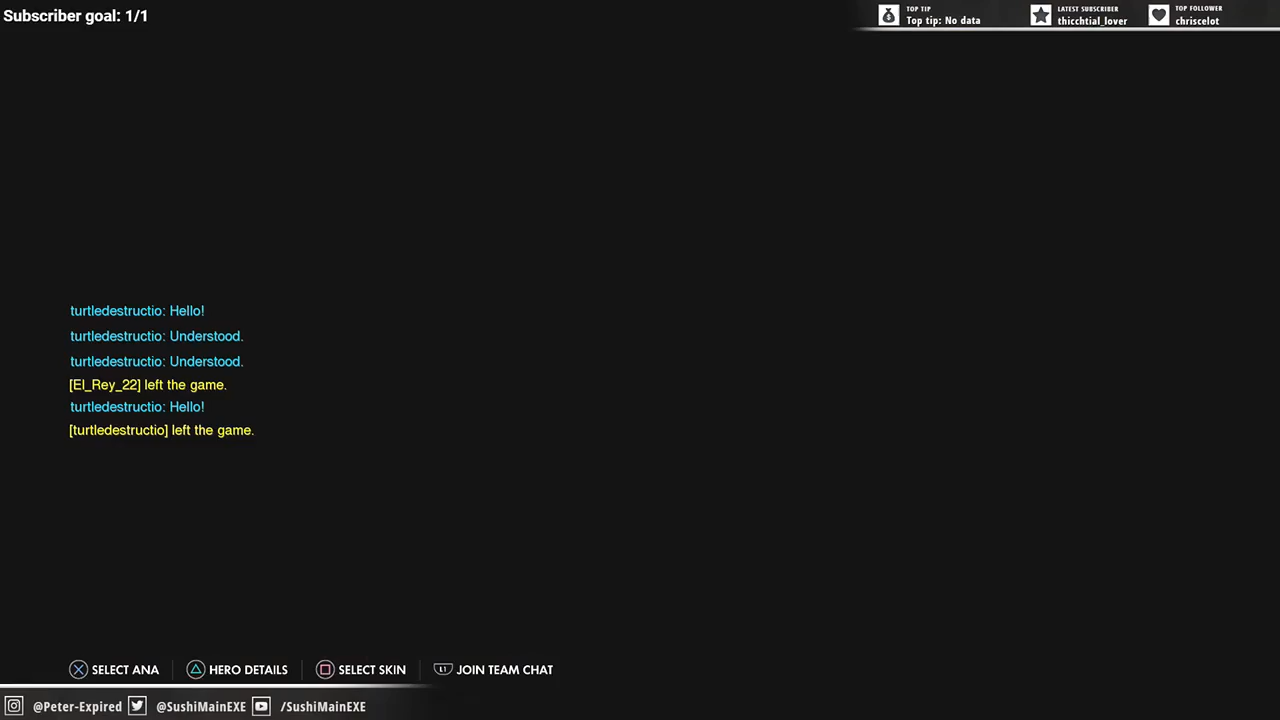 Subscriber goal: 1/1
TOP TIP
Top tip: No data
LATEST SUBSCRIBER
thicchtial_lover
TOP FOLLOWER
chriscelot
turtledestructio: Hello!
turtledestructio: Understood.
turtledestructio: Understood.
[El_Rey_22] left the game.
turtledestructio: Hello!
[turtledestructio] left the game.
SELECT ANA
HERO DETAILS
SELECT SKIN
L1 JOIN TEAM CHAT
@Peter-Expired
@SushiMainEXE
/SushiMainEXE